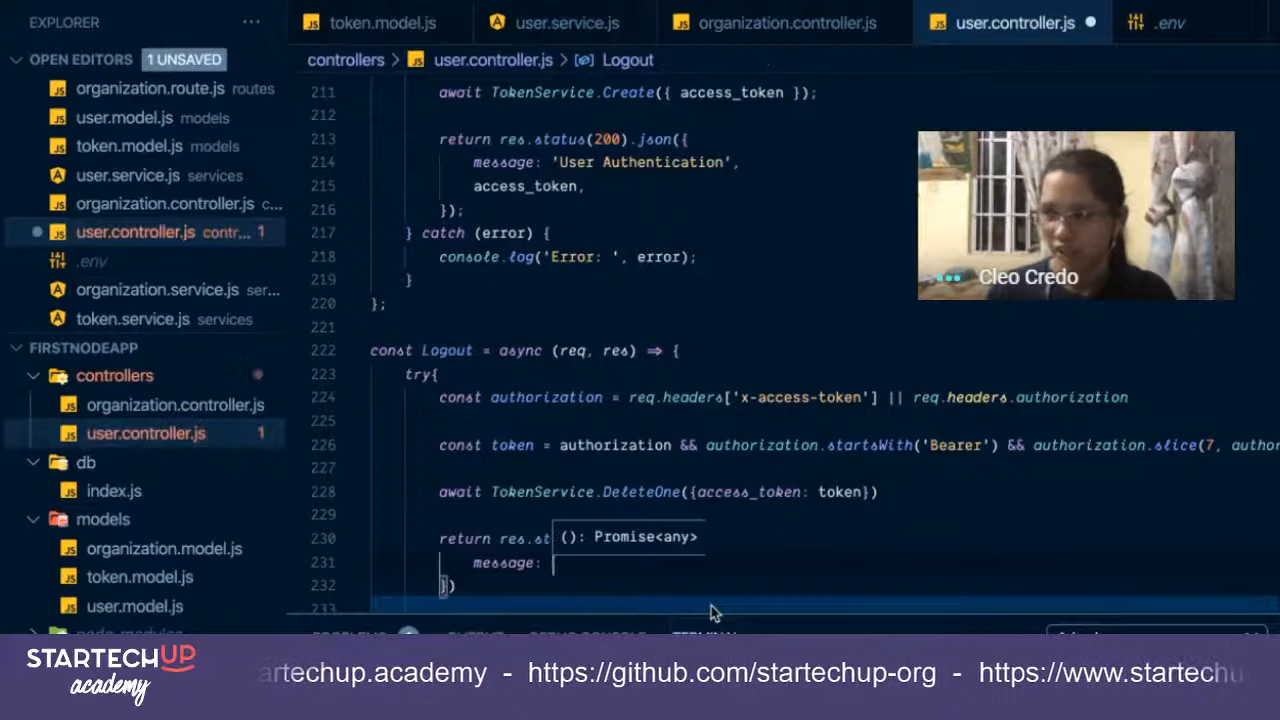 EXPLORER
···
OPEN EDITORS 1 UNSAVED
organization.route.js routes
user.model.js models
token.model.js models
user.service.js services
organization.controller.js c...
user.controller.js contr... 1
.env
organization.service.js ser...
token.service.js services
FIRSTNODEAPP
controllers
organization.controller.js
user.controller.js 1
db
index.js
models
organization.model.js
token.model.js
user.model.js
token.model.js
user.service.js
organization.controller.js
user.controller.js
.env
controllers > user.controller.js > Logout
211 await TokenService.Create({ access_token });
212
213 return res.status(200).json({
214 message: 'User Authentication',
215 access_token,
216 });
217 } catch (error) {
218 console.log('Error: ', error);
219 }
220 };
221
222 const Logout = async (req, res) => {
223 try{
224 const authorization = req.headers['x-access-token'] || req.headers.authorization
225
226 const token = authorization && authorization.startsWith('Bearer') && authorization.slice(7, autho
227
228 await TokenService.DeleteOne({access_token: token})
229
230 return res.st
(): Promise<any>
231 message:
232 })
233
Cleo Credo
STARTECHUP
academy
artechup.academy - https://github.com/startechup-org - https://www.startechu